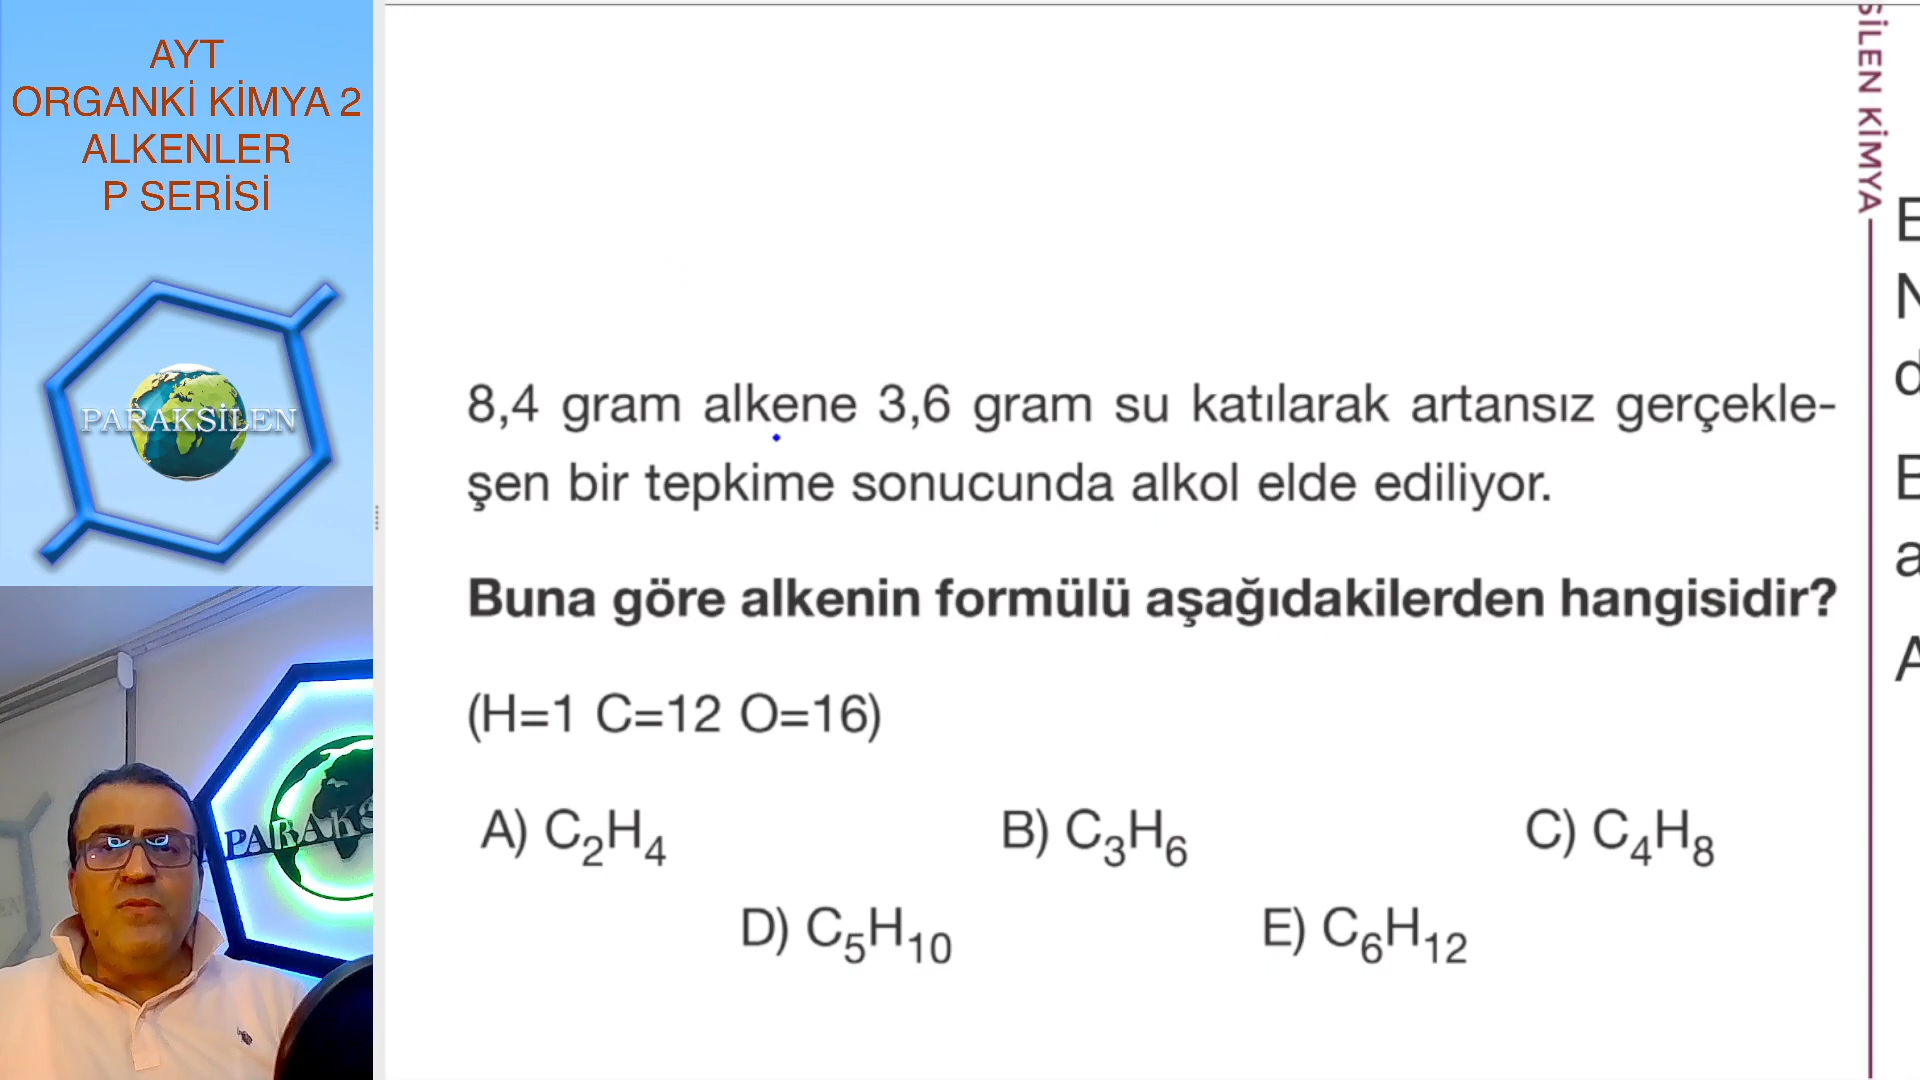 AYT
ORGANKİ KİMYA 2
ALKENLER
P SERİSİ
PARAKSİLEN
8,4 gram alkene 3,6 gram su katılarak artansız gerçekle-
şen bir tepkime sonucunda alkol elde ediliyor.
Buna göre alkenin formülü aşağıdakilerden hangisidir?
(H=1 C=12 O=16)
A) C₂H₄
B) C₃H₆
C) C₄H₈
D) C₅H₁₀
E) C₆H₁₂
SİLEN KİMYA